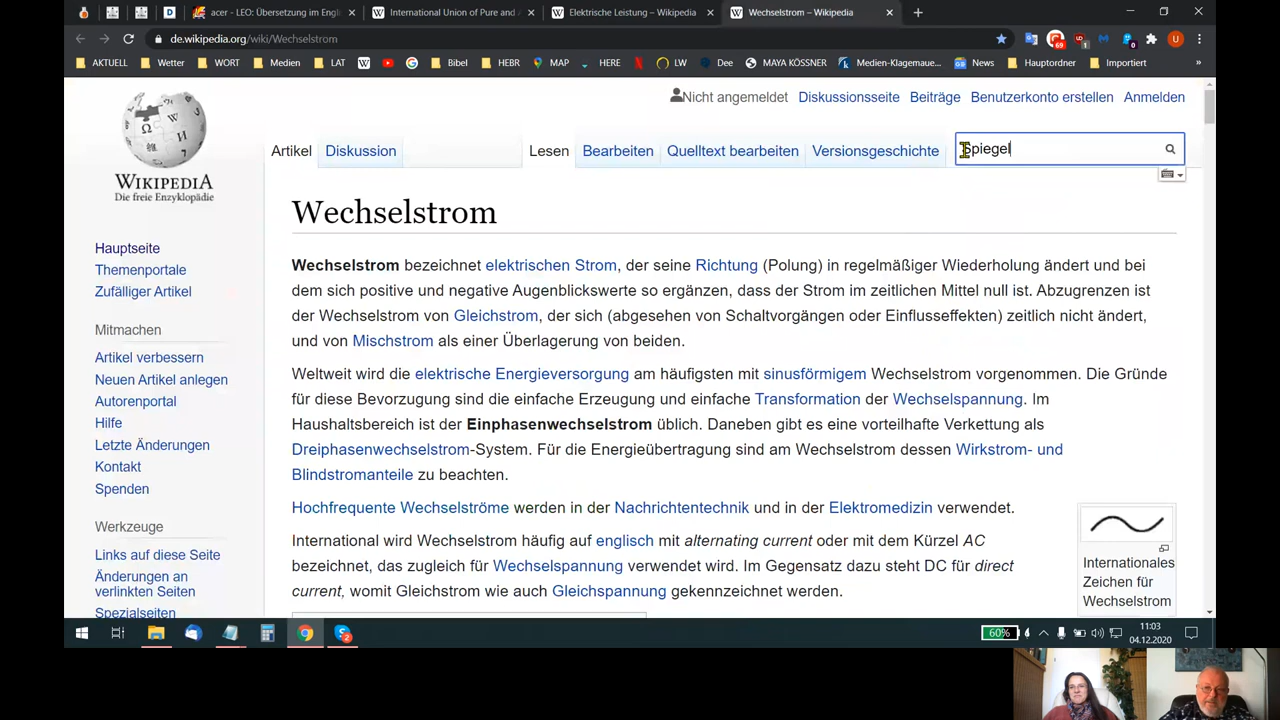 acer - LEO: Übersetzung im Engl
International Union of Pure and A
Elektrische Leistung – Wikipedia
Wechselstrom – Wikipedia
de.wikipedia.org/wiki/Wechselstrom
AKTUELL Wetter WORT Medien LAT Bibel HEBR MAP HERE LW Dee MAYA KÖSSNER Medien-Klagemaue... News Hauptordner Importiert »
Nicht angemeldet Diskussionsseite Beiträge Benutzerkonto erstellen Anmelden
Artikel Diskussion Lesen Bearbeiten Quelltext bearbeiten Versionsgeschichte Spiegel
WIKIPEDIA
Die freie Enzyklopädie
Hauptseite
Themenportale
Zufälliger Artikel
Mitmachen
Artikel verbessern
Neuen Artikel anlegen
Autorenportal
Hilfe
Letzte Änderungen
Kontakt
Spenden
Werkzeuge
Links auf diese Seite
Änderungen an
verlinkten Seiten
Spezialseiten
Wechselstrom
Wechselstrom bezeichnet elektrischen Strom, der seine Richtung (Polung) in regelmäßiger Wiederholung ändert und bei
dem sich positive und negative Augenblickswerte so ergänzen, dass der Strom im zeitlichen Mittel null ist. Abzugrenzen ist
der Wechselstrom von Gleichstrom, der sich (abgesehen von Schaltvorgängen oder Einflusseffekten) zeitlich nicht ändert,
und von Mischstrom als einer Überlagerung von beiden.
Weltweit wird die elektrische Energieversorgung am häufigsten mit sinusförmigem Wechselstrom vorgenommen. Die Gründe
für diese Bevorzugung sind die einfache Erzeugung und einfache Transformation der Wechselspannung. Im
Haushaltsbereich ist der Einphasenwechselstrom üblich. Daneben gibt es eine vorteilhafte Verkettung als
Dreiphasenwechselstrom-System. Für die Energieübertragung sind am Wechselstrom dessen Wirkstrom- und
Blindstromanteile zu beachten.
Hochfrequente Wechselströme werden in der Nachrichtentechnik und in der Elektromedizin verwendet.
International wird Wechselstrom häufig auf englisch mit alternating current oder mit dem Kürzel AC
bezeichnet, das zugleich für Wechselspannung verwendet wird. Im Gegensatz dazu steht DC für direct
current, womit Gleichstrom wie auch Gleichspannung gekennzeichnet werden.
Internationales
Zeichen für
Wechselstrom
60%
11:03
04.12.2020